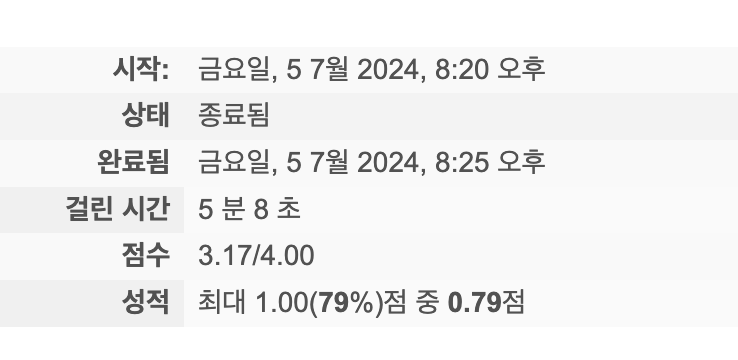 시작: 금요일, 5 7월 2024, 8:20 오후
상태 종료됨
완료됨 금요일, 5 7월 2024, 8:25 오후
걸린 시간 5 분 8 초
점수 3.17/4.00
성적 최대 1.00(79%)점 중 0.79점